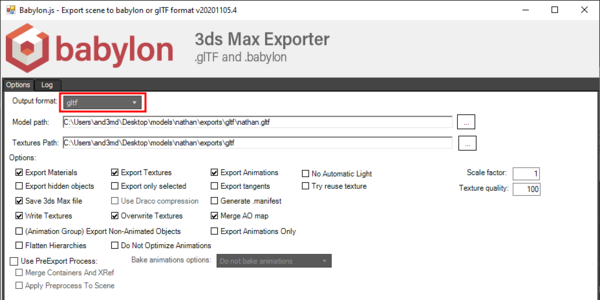 Babylon.js - Export scene to babylon or glTF format v20201105.4
babylon
3ds Max Exporter
.glTF and .babylon
Options Log
Output format: gltf
Model path: C:\Users\and3md\Desktop\models\nathan\exports\gltf\nathan.gltf ...
Textures Path: C:\Users\and3md\Desktop\models\nathan\exports\gltf ...
Options:
Export Materials Export Textures Export Animations No Automatic Light Scale factor: 1
Export hidden objects Export only selected Export tangents Try reuse texture Texture quality: 100
Save 3ds Max file Use Draco compression Generate .manifest
Write Textures Overwrite Textures Merge AO map
(Animation Group) Export Non-Animated Objects Export Animations Only
Flatten Hierarchies Do Not Optimize Animations
Use PreExport Process: Bake animations options: Do not bake animations
Merge Containers And XRef
Apply Preprocess To Scene